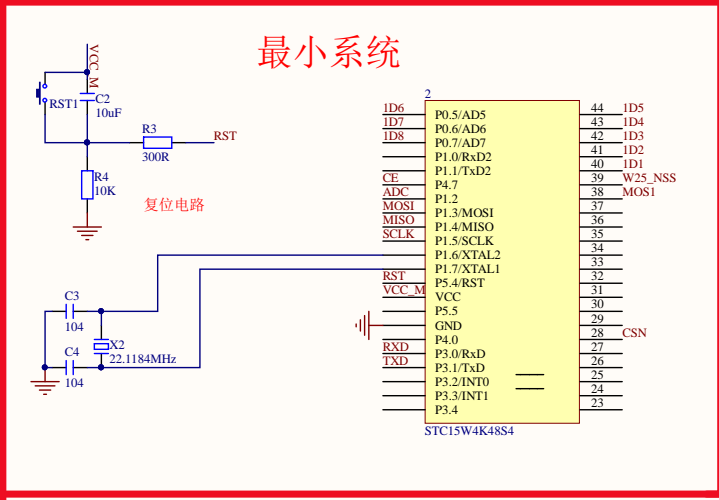 最小系统
VCC_M
RST1
C2
10uF
R3
300R
RST
R4
10K
复位电路
C3
104
X2
22.1184MHz
C4
104
2
1D6 P0.5/AD5 44 1D5
1D7 P0.6/AD6 43 1D4
1D8 P0.7/AD7 42 1D3
P1.0/RxD2 41 1D2
P1.1/TxD2 40 1D1
CE P4.7 39 W25_NSS
ADC P1.2 38 MOS1
MOSI P1.3/MOSI 37
MISO P1.4/MISO 36
SCLK P1.5/SCLK 35
P1.6/XTAL2 34
P1.7/XTAL1 33
RST P5.4/RST 32
VCC_M VCC 31
P5.5 30
GND 29
P4.0 28 CSN
RXD P3.0/RxD 27
TXD P3.1/TxD 26
P3.2/INT0 25
P3.3/INT1 24
P3.4 23
STC15W4K48S4